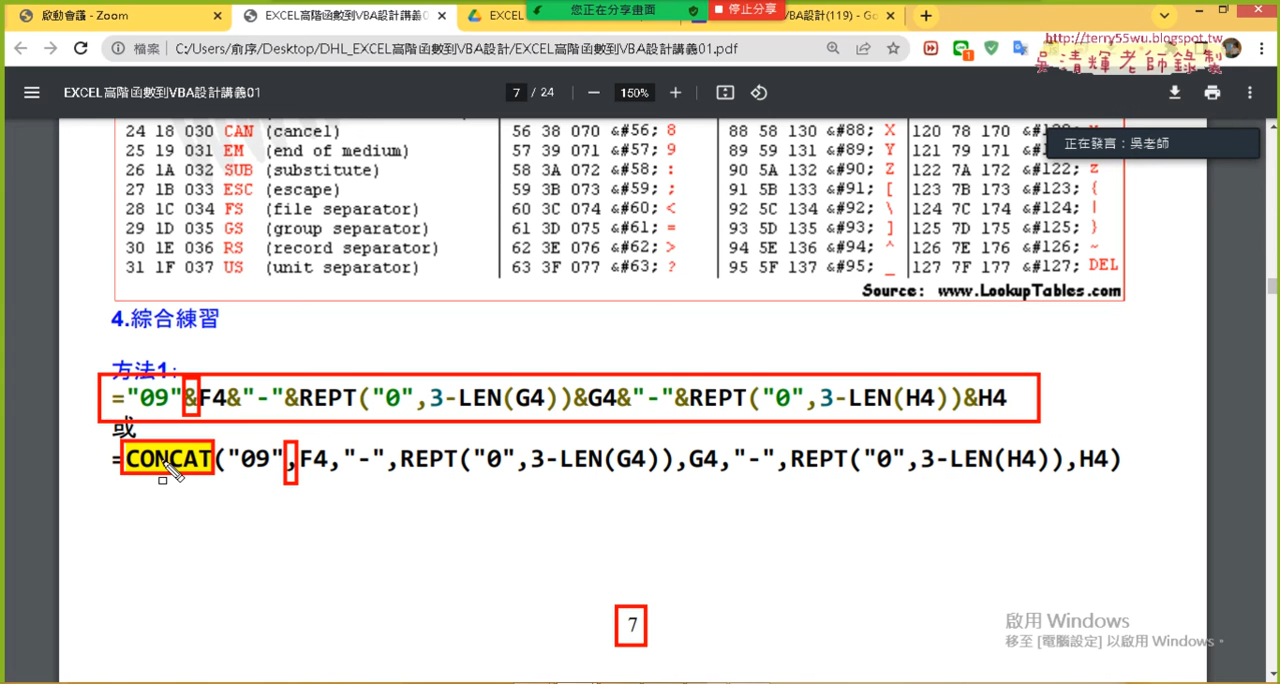 啟動會議 - Zoom
EXCEL高階函數到VBA設計講義
EXCEL
您正在分享畫面
停止分享
/BA設計(119) - Go
檔案
C:/Users/俞序/Desktop/DHL_EXCEL高階函數到VBA設計/EXCEL高階函數到VBA設計講義01.pdf
http://terry55wu.blogspot.tw
吳清輝老師錄製
EXCEL高階函數到VBA設計講義01
7 / 24
150%
正在發言：吳老師
24 18 030 CAN (cancel) 56 38 070 &#56; 8 88 58 130 &#88; X 120 78 170
25 19 031 EM (end of medium) 57 39 071 &#57; 9 89 59 131 &#89; Y 121 79 171
26 1A 032 SUB (substitute) 58 3A 072 &#58; : 90 5A 132 &#90; Z 122 7A 172 &#122; z
27 1B 033 ESC (escape) 59 3B 073 &#59; ; 91 5B 133 &#91; [ 123 7B 173 &#123; {
28 1C 034 FS (file separator) 60 3C 074 &#60; < 92 5C 134 &#92; \ 124 7C 174 &#124; |
29 1D 035 GS (group separator) 61 3D 075 &#61; = 93 5D 135 &#93; ] 125 7D 175 &#125; }
30 1E 036 RS (record separator) 62 3E 076 &#62; > 94 5E 136 &#94; ^ 126 7E 176 &#126; ~
31 1F 037 US (unit separator) 63 3F 077 &#63; ? 95 5F 137 &#95; _ 127 7F 177 &#127; DEL
Source: www.LookupTables.com
4.綜合練習
方法1:
="09"&F4&"-"&REPT("0",3-LEN(G4))&G4&"-"&REPT("0",3-LEN(H4))&H4
或
=CONCAT("09",F4,"-",REPT("0",3-LEN(G4)),G4,"-",REPT("0",3-LEN(H4)),H4)
7
啟用 Windows
移至 [電腦設定] 以啟用 Windows。